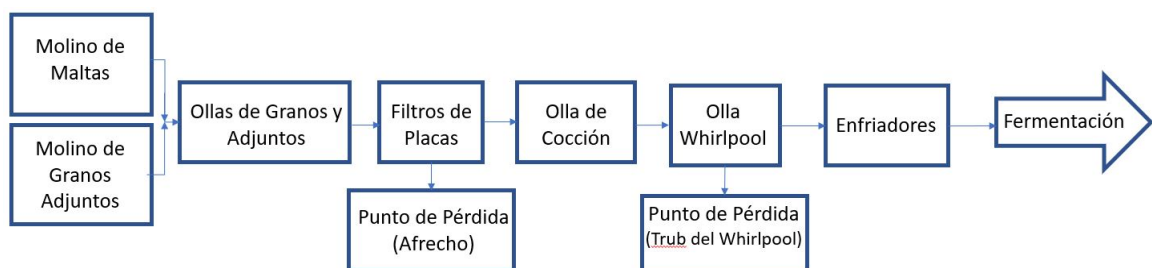 Molino de
Maltas
Molino de
Granos
Adjuntos
Ollas de Granos y
Adjuntos
Filtros de
Placas
Olla de
Cocción
Olla
Whirlpool
Enfriadores
Fermentación
Punto de Pérdida
(Afrecho)
Punto de Pérdida
(Trub del Whirlpool)